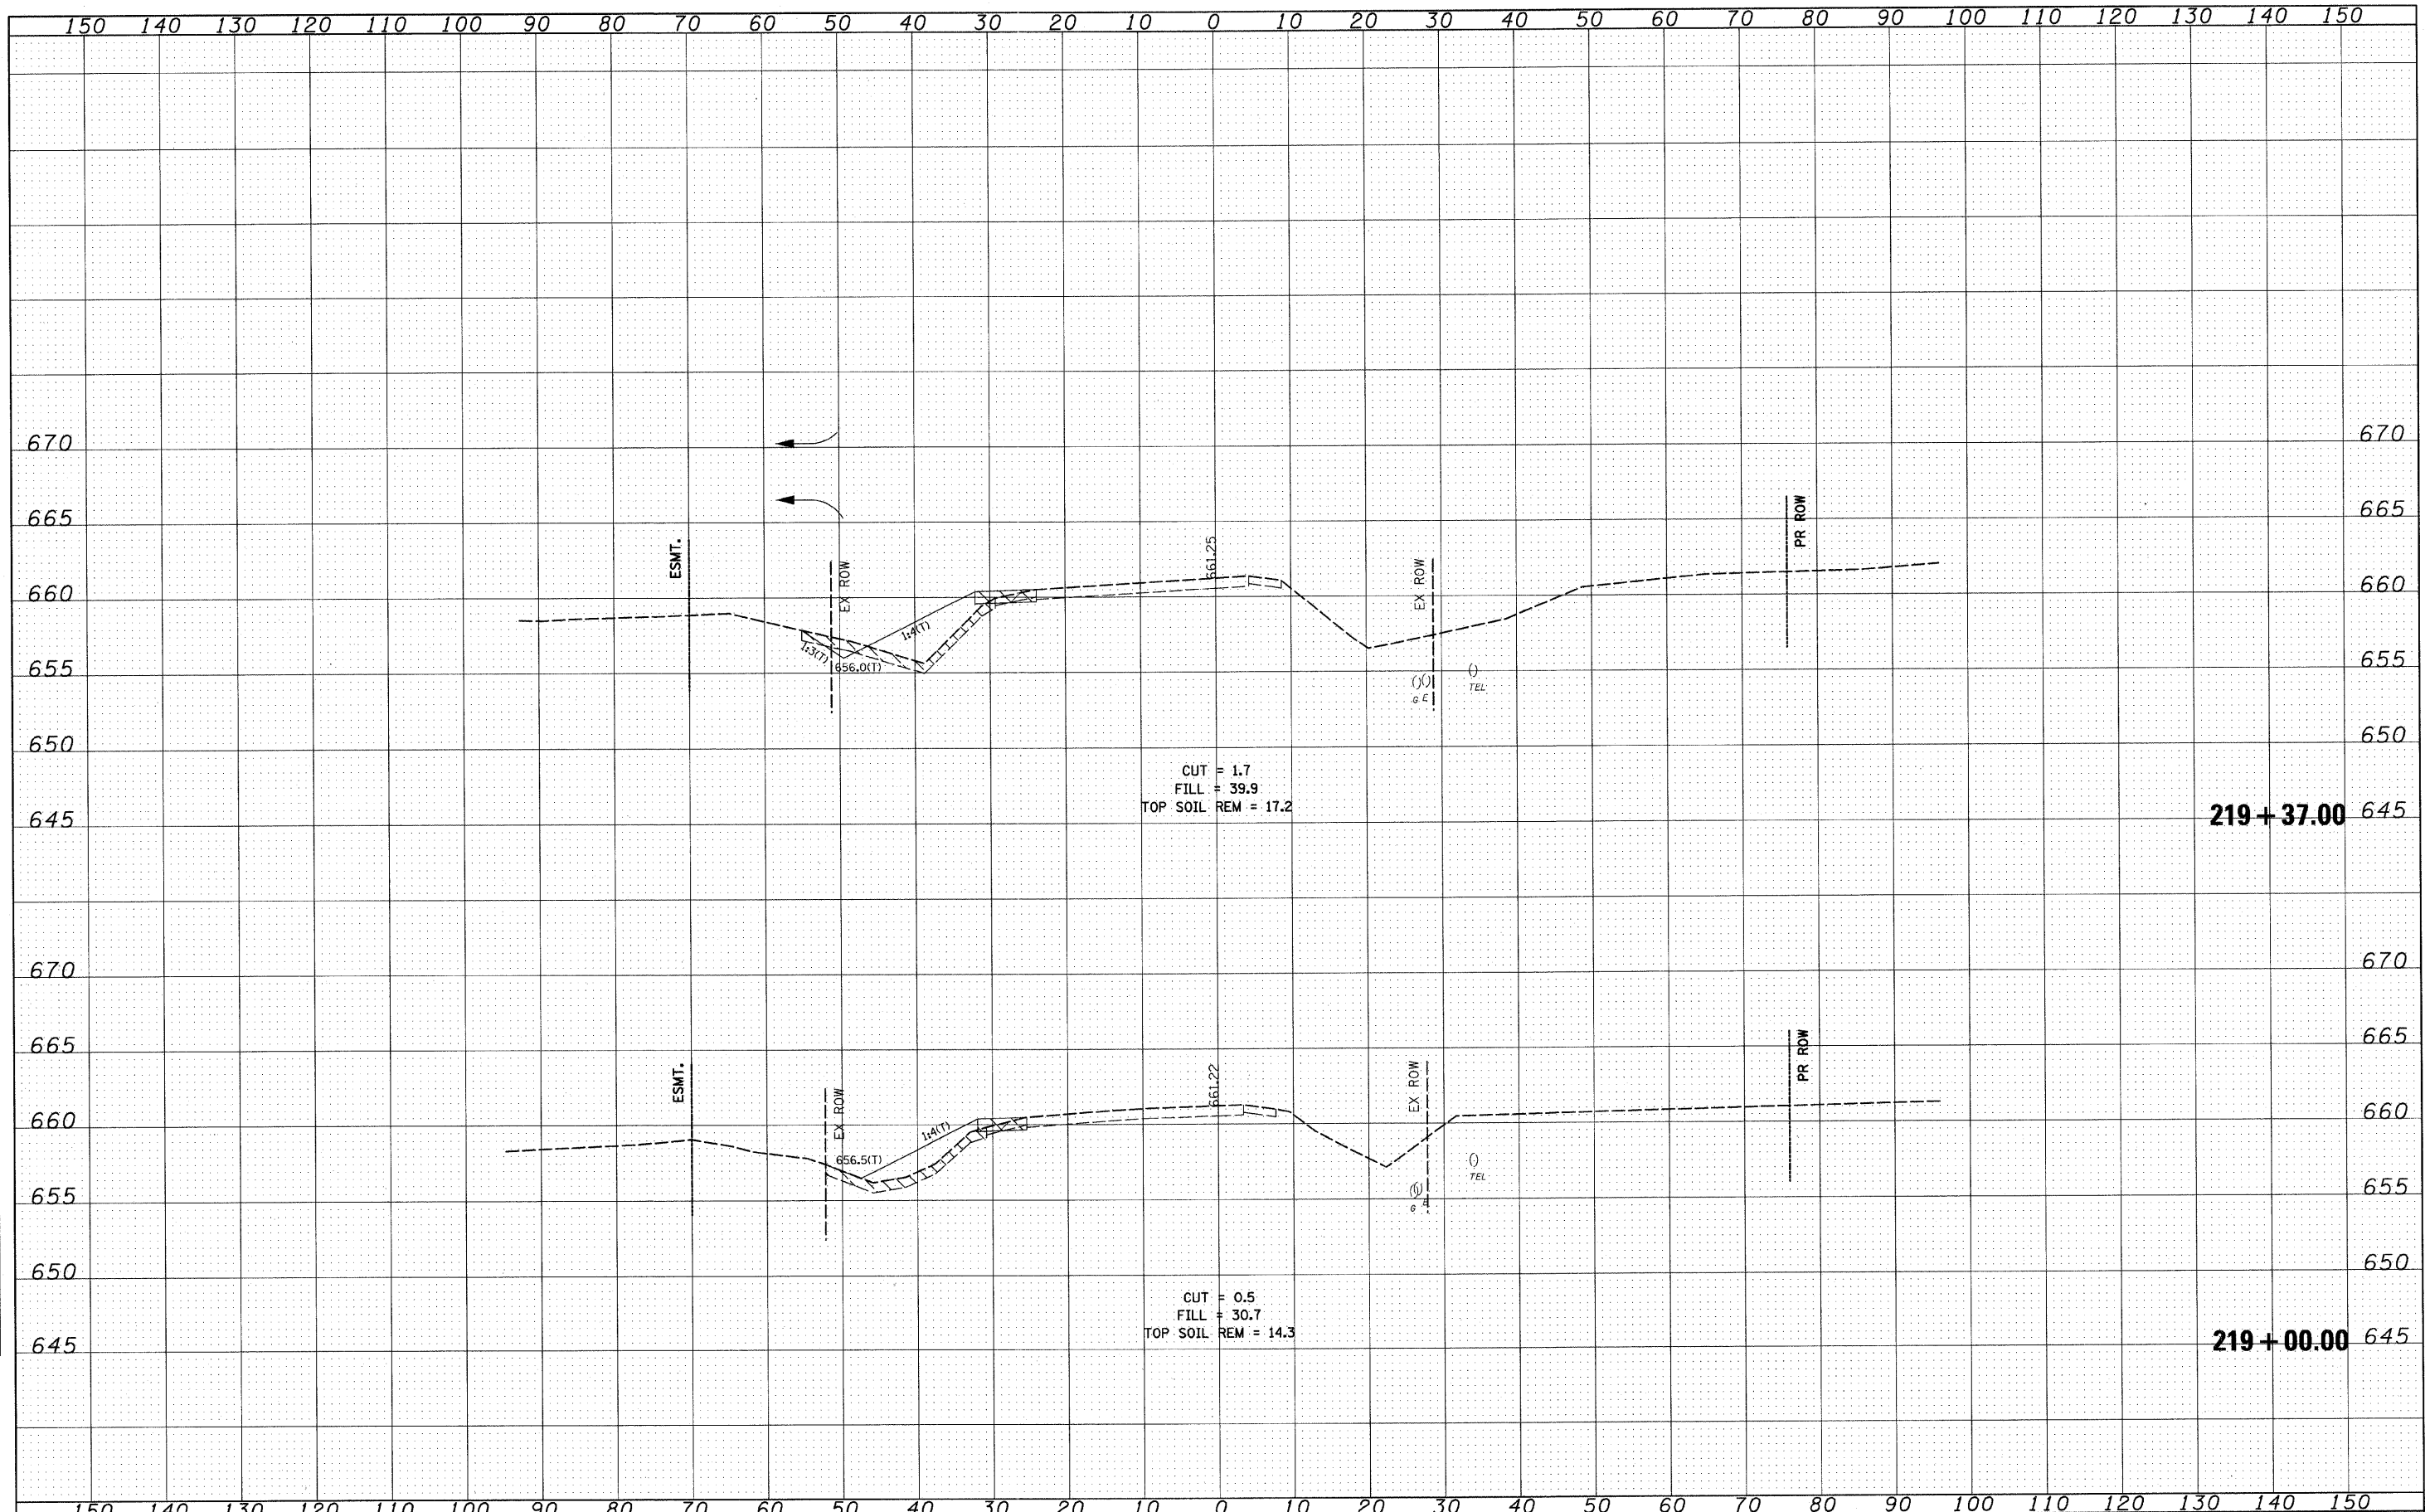 150 140 130 120 110 100 90 80 70 60 50 40 30 20 10 0 10 20 30 40 50 60 70 80 90 100 110 120 130 140 150
670 670
665 665
ESMT. EX ROW 661.25 EX ROW PR ROW
660 660
1:4(T)
1:3(T)
656.0(T)
655 655
TEL
G E
650 650
CUT = 1.7
FILL = 39.9
TOP SOIL REM = 17.2
645 219+37.00 645
670 670
665 665
ESMT. EX ROW 661.22 EX ROW PR ROW
660 660
1:4(T)
656.5(T)
TEL
655 655
G E
650 650
CUT = 0.5
FILL = 30.7
TOP SOIL REM = 14.3
645 219+00.00 645
150 140 130 120 110 100 90 80 70 60 50 40 30 20 10 0 10 20 30 40 50 60 70 80 90 100 110 120 130 140 150